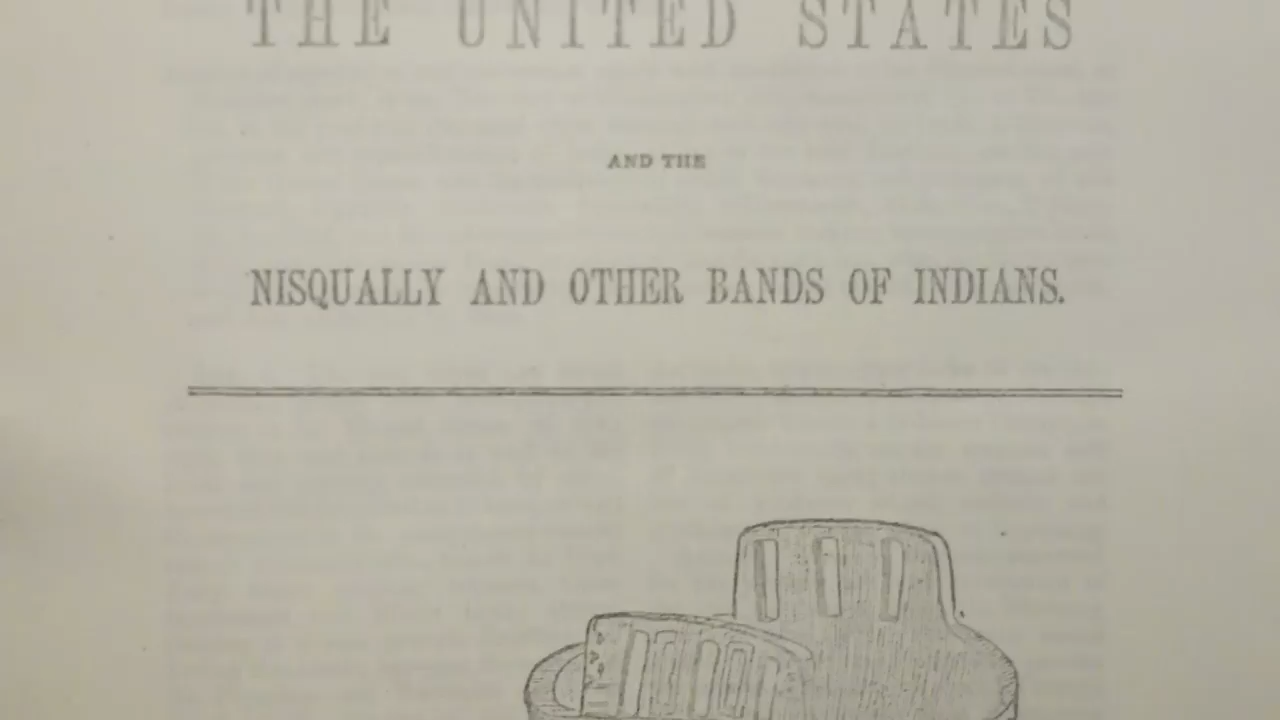 THE UNITED STATES
AND THE
NISQUALLY AND OTHER BANDS OF INDIANS.